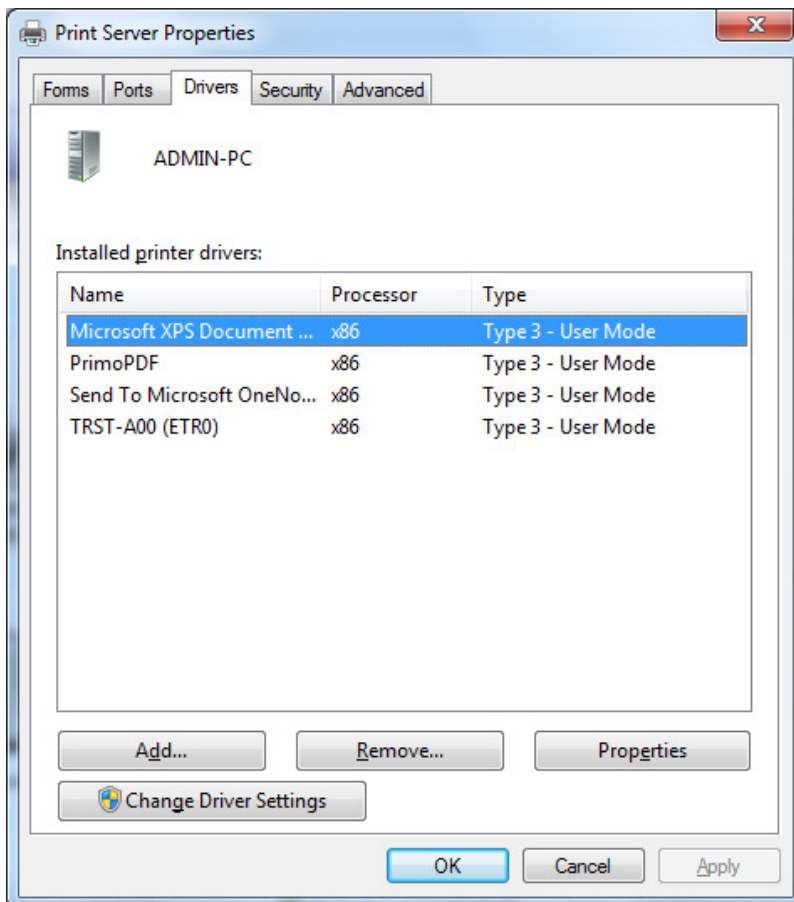 Print Server Properties
Forms Ports Drivers Security Advanced
ADMIN-PC
Installed printer drivers:
Name Processor Type
Microsoft XPS Document ... x86 Type 3 - User Mode
PrimoPDF x86 Type 3 - User Mode
Send To Microsoft OneNo... x86 Type 3 - User Mode
TRST-A00 (ETR0) x86 Type 3 - User Mode
Add... Remove... Properties
Change Driver Settings
OK Cancel Apply